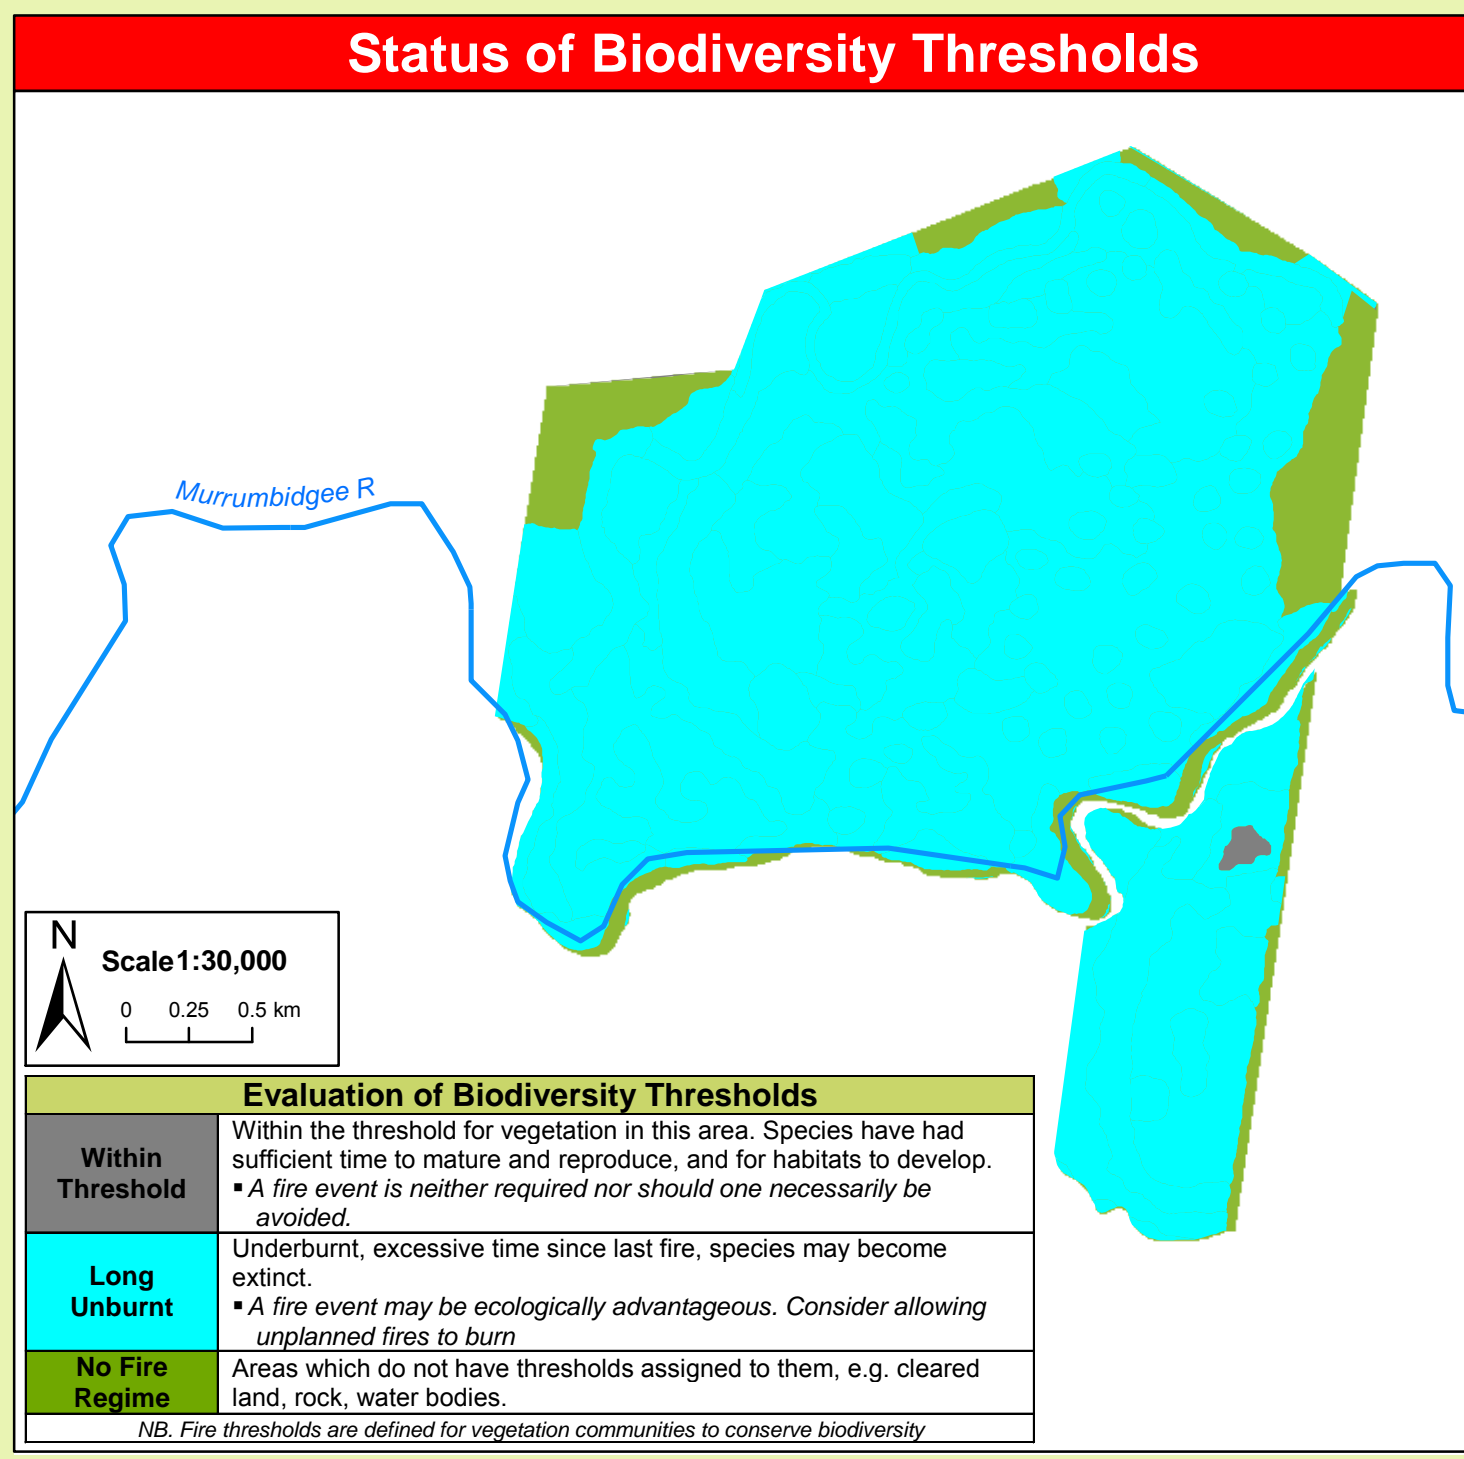 Status of Biodiversity Thresholds
Murrumbidgee R
N
Scale1:30,000
0 0.25 0.5 km
Evaluation of Biodiversity Thresholds
Within
Threshold
Within the threshold for vegetation in this area. Species have had
sufficient time to mature and reproduce, and for habitats to develop.
▪ A fire event is neither required nor should one necessarily be
avoided.
Long
Unburnt
Underburnt, excessive time since last fire, species may become
extinct.
▪ A fire event may be ecologically advantageous. Consider allowing
unplanned fires to burn
No Fire
Regime
Areas which do not have thresholds assigned to them, e.g. cleared
land, rock, water bodies.
NB. Fire thresholds are defined for vegetation communities to conserve biodiversity